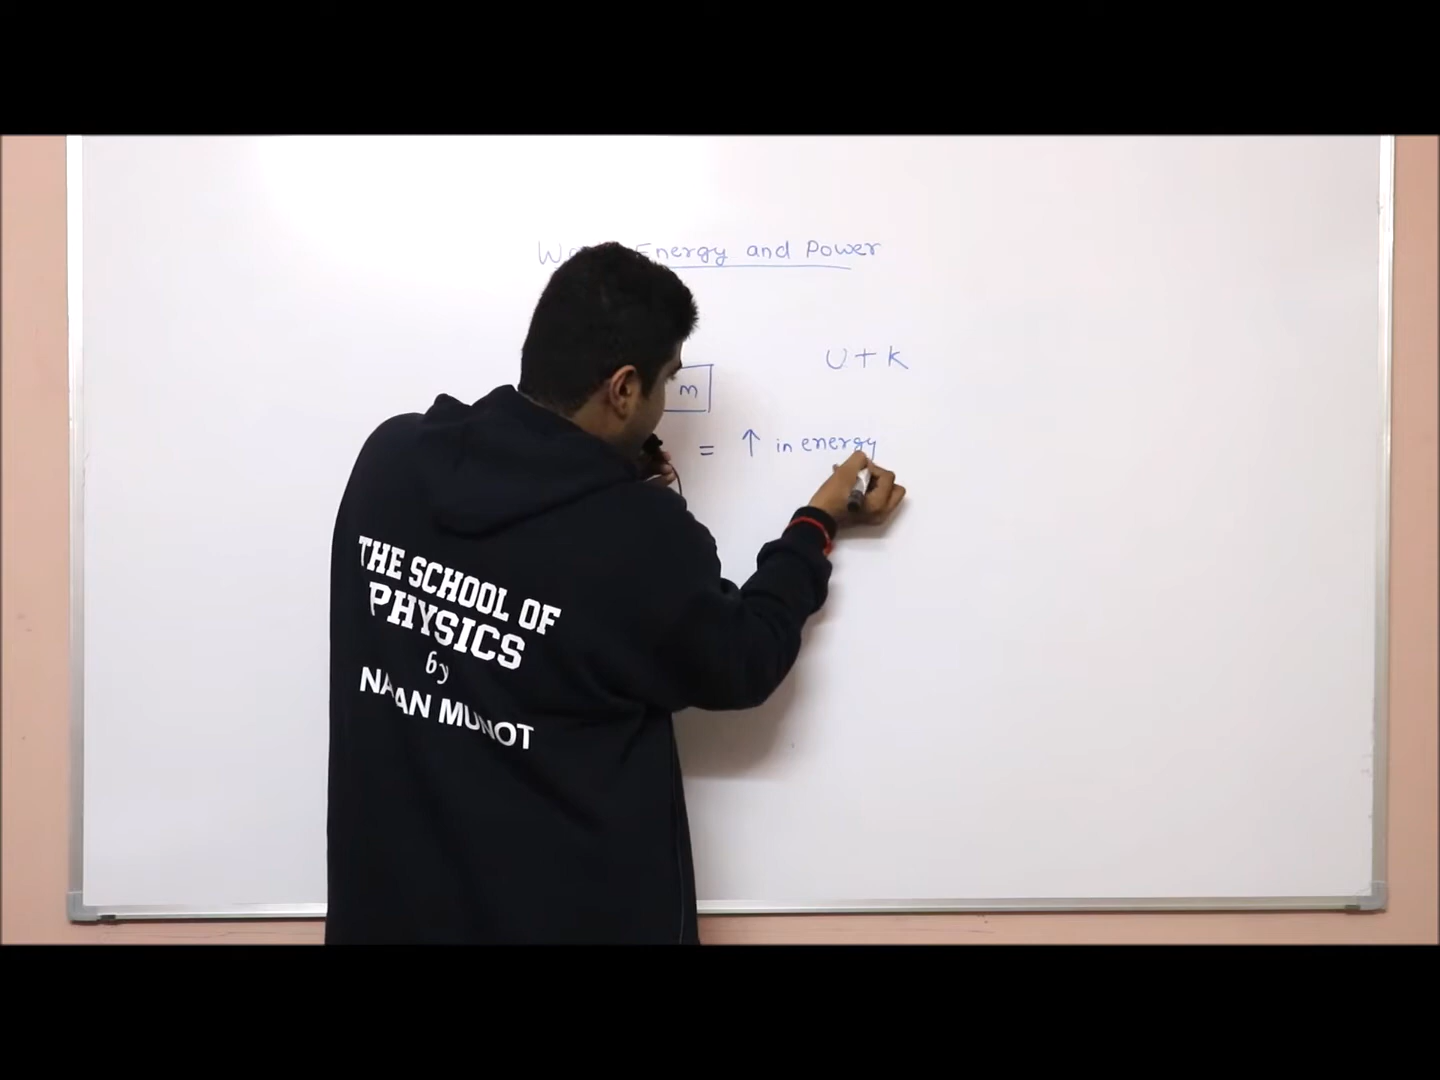 Energy and Power
U + K
m
= ↑ in energy
THE SCHOOL OF
PHYSICS
by
MUNOT